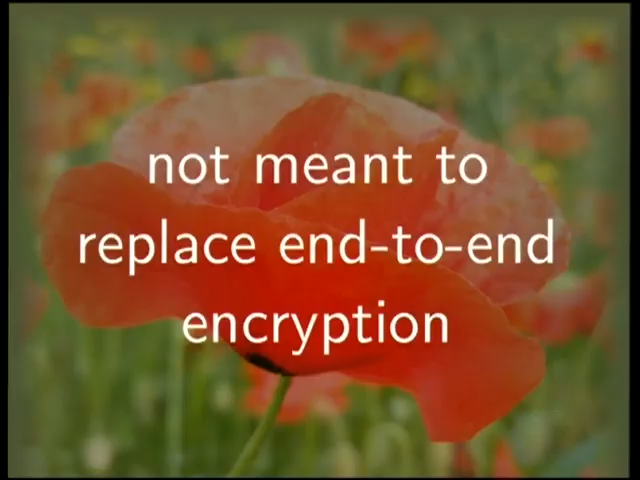 not meant to
replace end-to-end
encryption